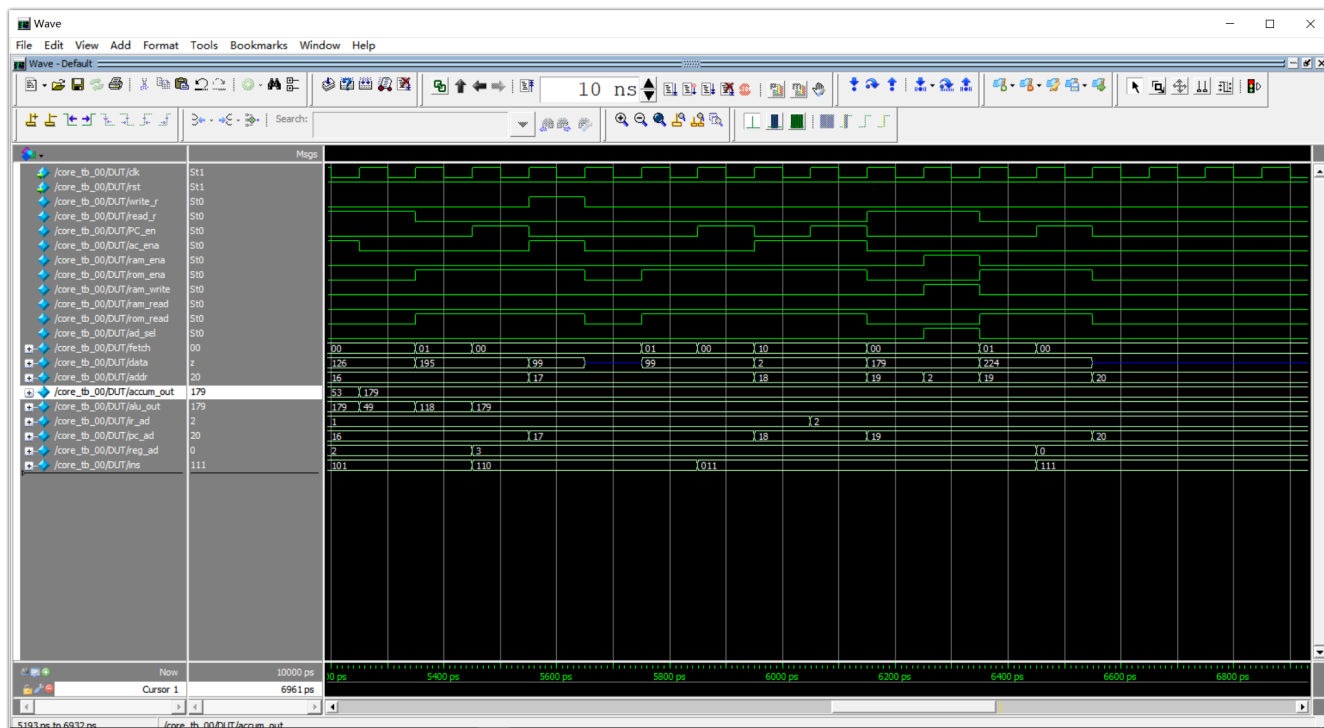 Wave
File Edit View Add Format Tools Bookmarks Window Help
Wave - Default
10 ns
Search:
Msgs
/core_tb_00/DUT/clk St1
/core_tb_00/DUT/rst St1
/core_tb_00/DUT/write_r St0
/core_tb_00/DUT/read_r St0
/core_tb_00/DUT/PC_en St0
/core_tb_00/DUT/ac_ena St0
/core_tb_00/DUT/ram_ena St0
/core_tb_00/DUT/rom_ena St0
/core_tb_00/DUT/ram_write St0
/core_tb_00/DUT/ram_read St0
/core_tb_00/DUT/rom_read St0
/core_tb_00/DUT/ad_sel St0
/core_tb_00/DUT/fetch 00 00 01 00 01 00 10 00 01 00
/core_tb_00/DUT/data z 126 195 99 99 2 179 224
/core_tb_00/DUT/addr 20 16 17 18 19 2 19 20
/core_tb_00/DUT/accum_out 179 53 179
/core_tb_00/DUT/alu_out 179 179 49 118 179
/core_tb_00/DUT/ir_ad 2 1 2
/core_tb_00/DUT/pc_ad 20 16 17 18 19 20
/core_tb_00/DUT/reg_ad 0 2 3 0
/core_tb_00/DUT/ins 111 101 110 011 111
Now 10000 ps 00 ps 5400 ps 5600 ps 5800 ps 6000 ps 6200 ps 6400 ps 6600 ps 6800 ps
Cursor 1 6961 ps
5193 ps to 6932 ps /core_tb_00/DUT/accum_out